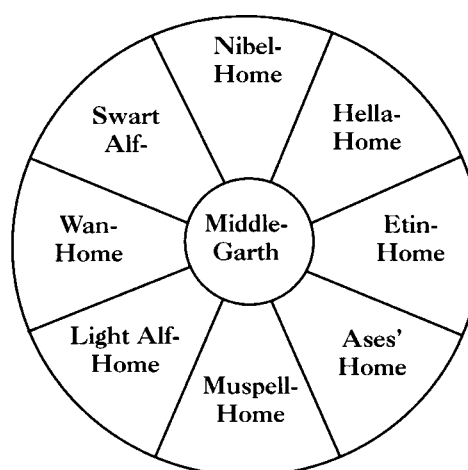 Nibel-
Home
Hella-
Home
Swart
Alf-
Wan-
Home
Middle-
Garth
Etin-
Home
Light Alf-
Home
Ases'
Home
Muspell-
Home